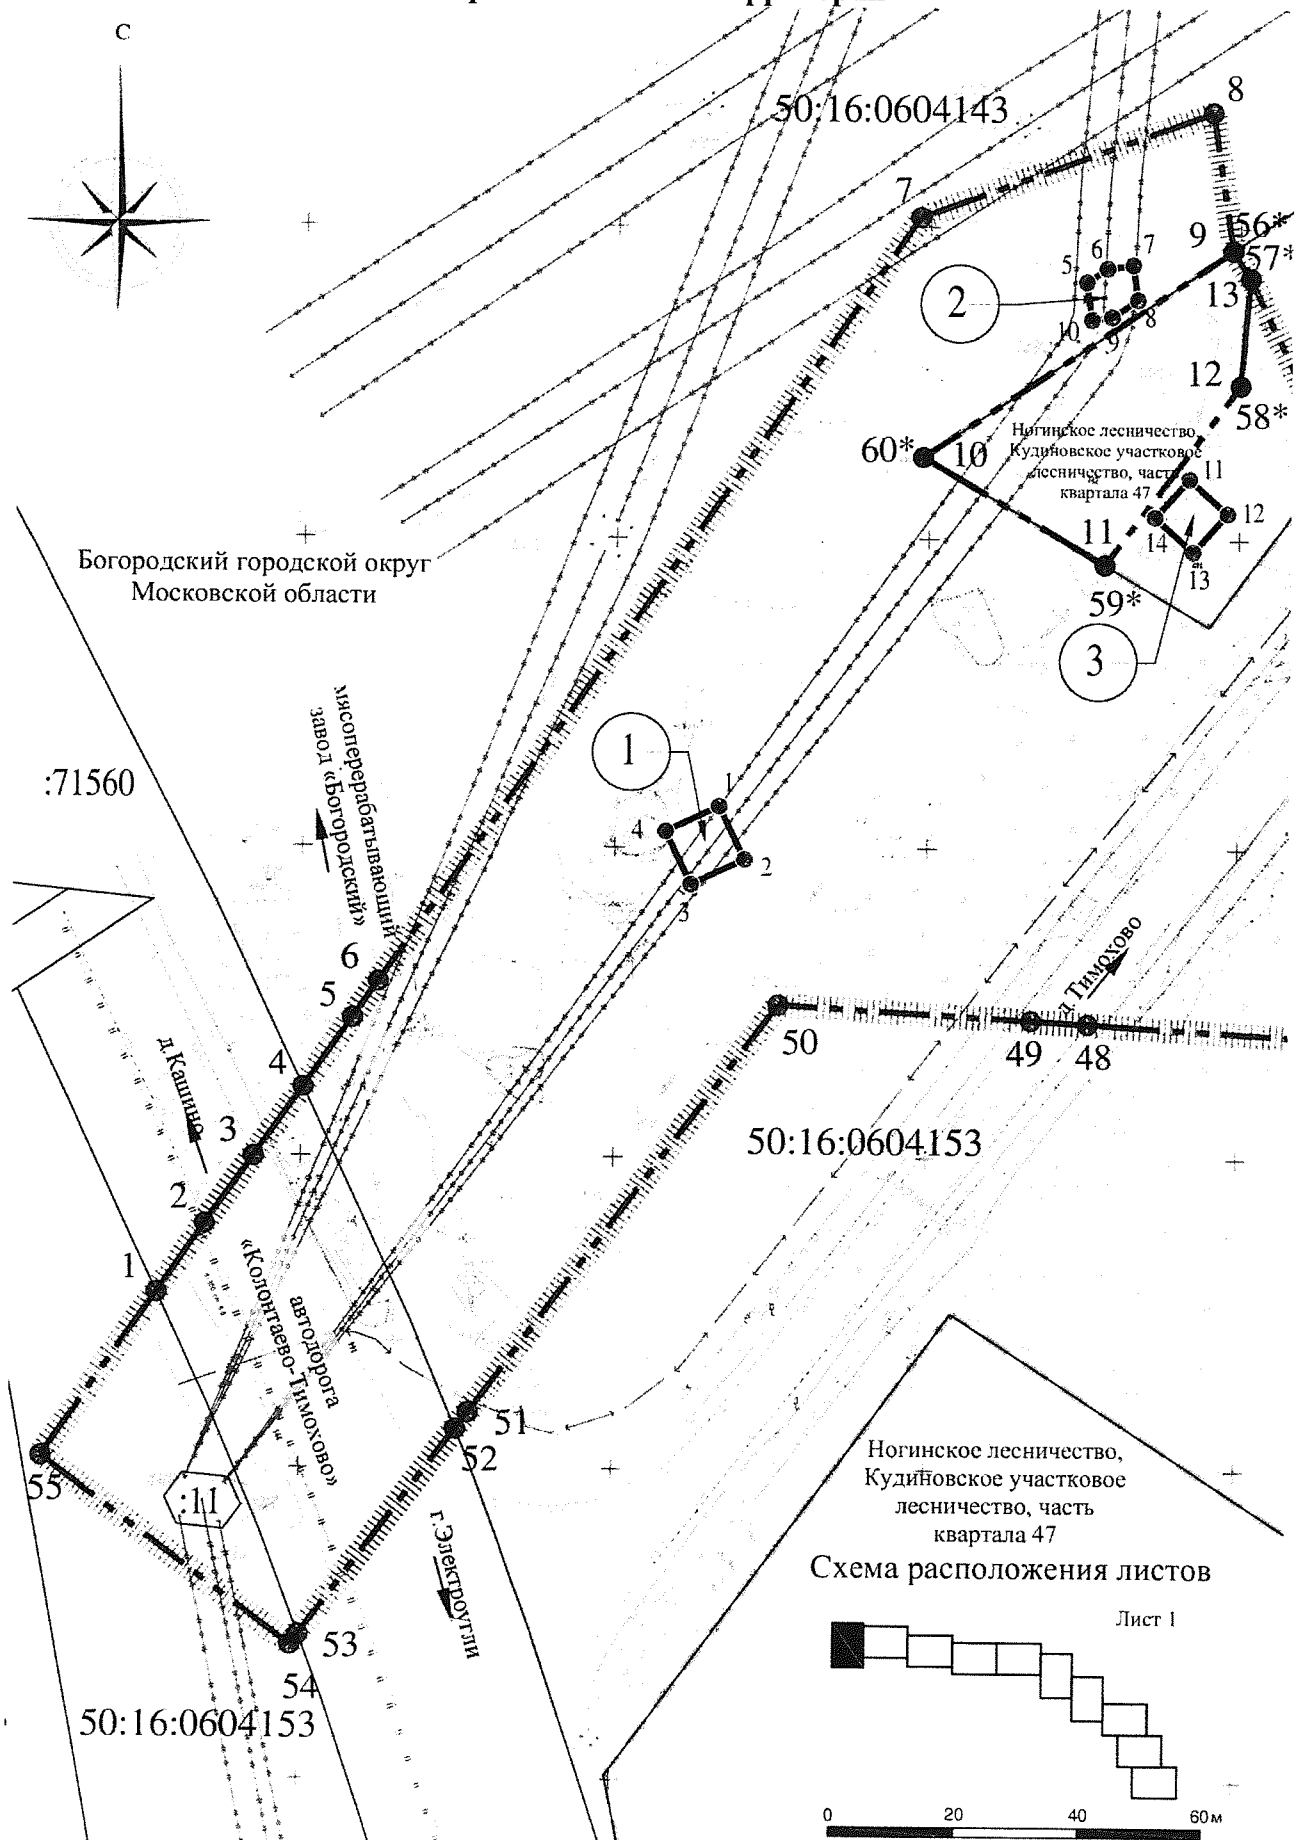 С
50:16:0604143
8
7
9
56*
57*
13
6
7
5
2
10
9
8
12
58*
60*
10
Ногинское лесничество,
Кудиновское участковое
лесничество, часть
квартала 47
11
12
14
13
11
59*
3
Богородский городской округ
Московской области
мясоперерабатывающий
завод «Богородский»
:71560
1
1
4
2
3
6
5
4
3
2
1
д.Кашино
д.Тимохово
50
49
48
50:16:0604153
автодорога
«Колонтаево-Тимохово»
51
52
55
:11
г.Электроугли
53
54
50:16:0604153
Ногинское лесничество,
Кудиновское участковое
лесничество, часть
квартала 47
Схема расположения листов
Лист 1
0 20 40 60м